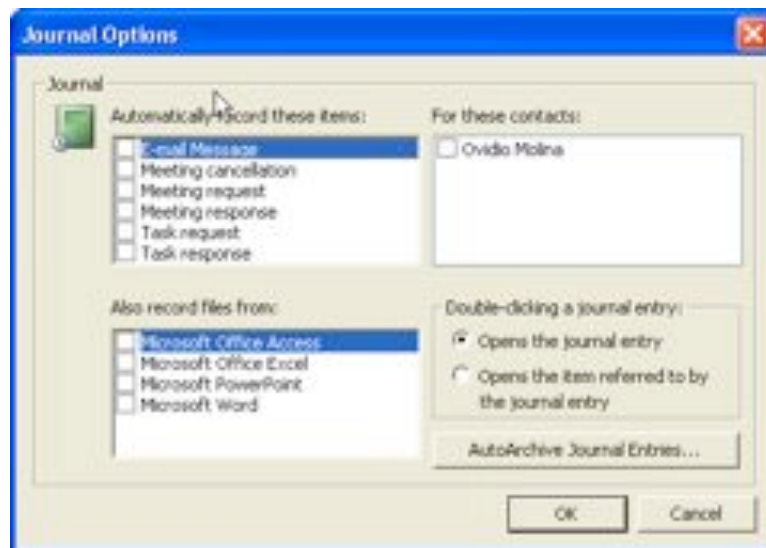 Journal Options
Journal
Automatically record these items:
E-mail Message
Meeting cancellation
Meeting request
Meeting response
Task request
Task response
For these contacts:
Ovidio Molina
Also record files from:
Microsoft Office Access
Microsoft Office Excel
Microsoft PowerPoint
Microsoft Word
Double-clicking a journal entry:
Opens the journal entry
Opens the item referred to by
the journal entry
AutoArchive Journal Entries...
OK
Cancel